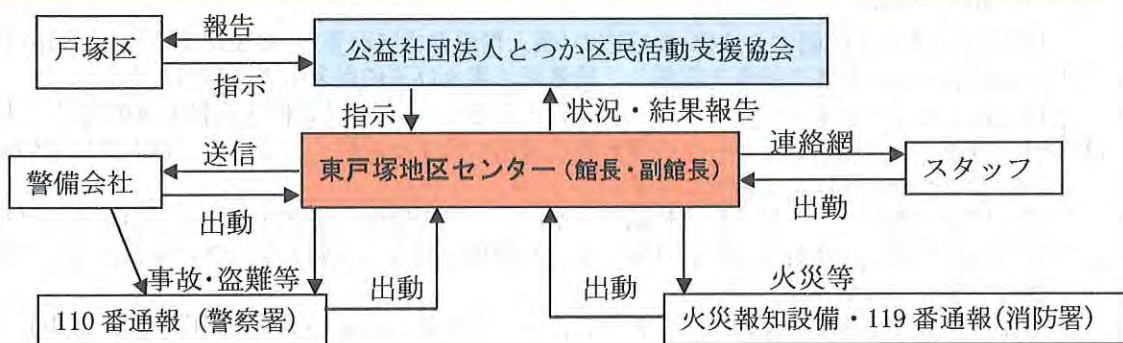 戸塚区
報告
指示
公益社団法人とつか区民活動支援協会
指示
状況・結果報告
警備会社
送信
出動
東戸塚地区センター(館長・副館長)
連絡網
出勤
スタッフ
事故・盗難等
出動
出動
火災等
110番通報(警察署)
火災報知設備・119番通報(消防署)